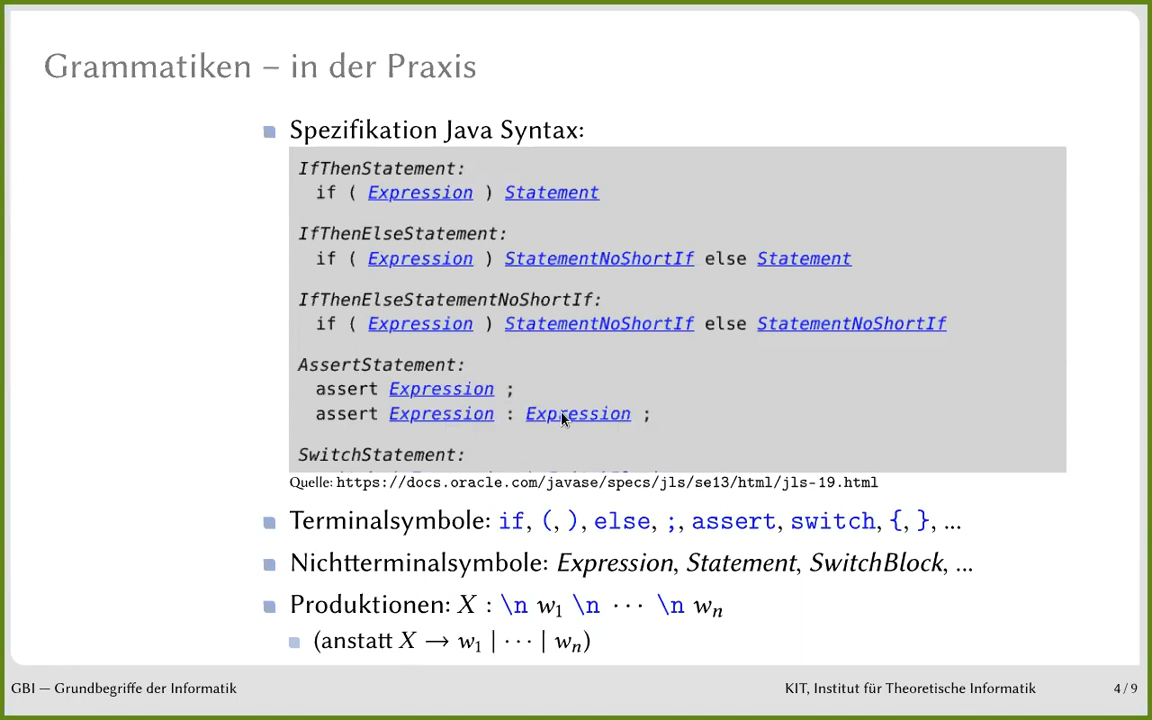 Grammatiken – in der Praxis
Spezifikation Java Syntax:
IfThenStatement:
if ( Expression ) Statement
IfThenElseStatement:
if ( Expression ) StatementNoShortIf else Statement
IfThenElseStatementNoShortIf:
if ( Expression ) StatementNoShortIf else StatementNoShortIf
AssertStatement:
assert Expression ;
assert Expression : Expression ;
SwitchStatement:
Quelle: https://docs.oracle.com/javase/specs/jls/se13/html/jls-19.html
Terminalsymbole: if, (, ), else, ;, assert, switch, {, }, ...
Nichtterminalsymbole: Expression, Statement, SwitchBlock, ...
Produktionen: X : \n w₁ \n ··· \n wₙ
(anstatt X → w₁ | ··· | wₙ)
GBI — Grundbegriffe der Informatik
KIT, Institut für Theoretische Informatik
4 / 9